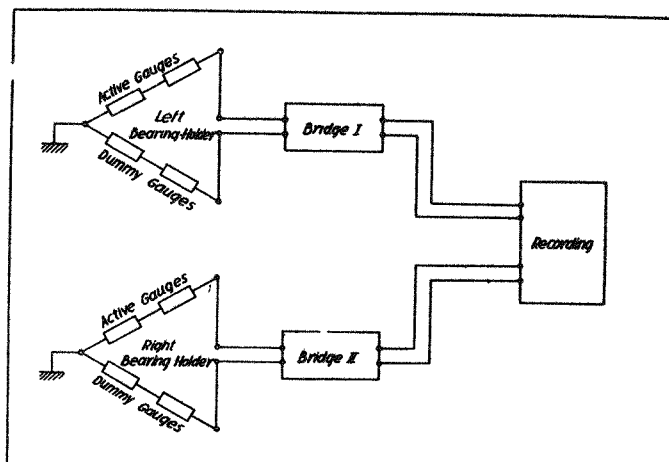 Active Gauges
Left
Bearing-Holder
Dummy Gauges
Bridge I
Recording
Active Gauges
Right
Bearing Holder
Dummy Gauges
Bridge II